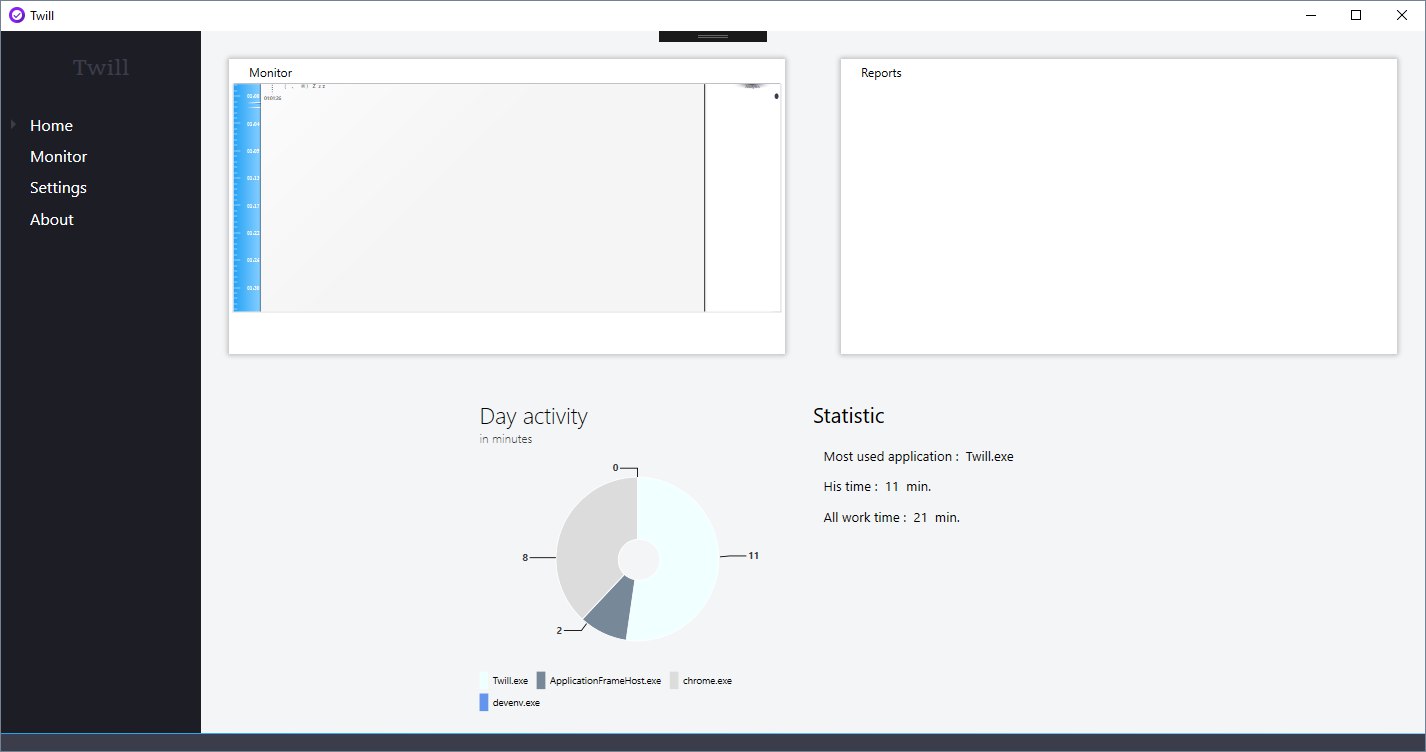 Twill
Twill
Home
Monitor
Settings
About
Monitor
Reports
Day activity
in minutes
0
11
8
2
Twill.exe ApplicationFrameHost.exe chrome.exe
devenv.exe
Statistic
Most used application : Twill.exe
His time : 11 min.
All work time : 21 min.